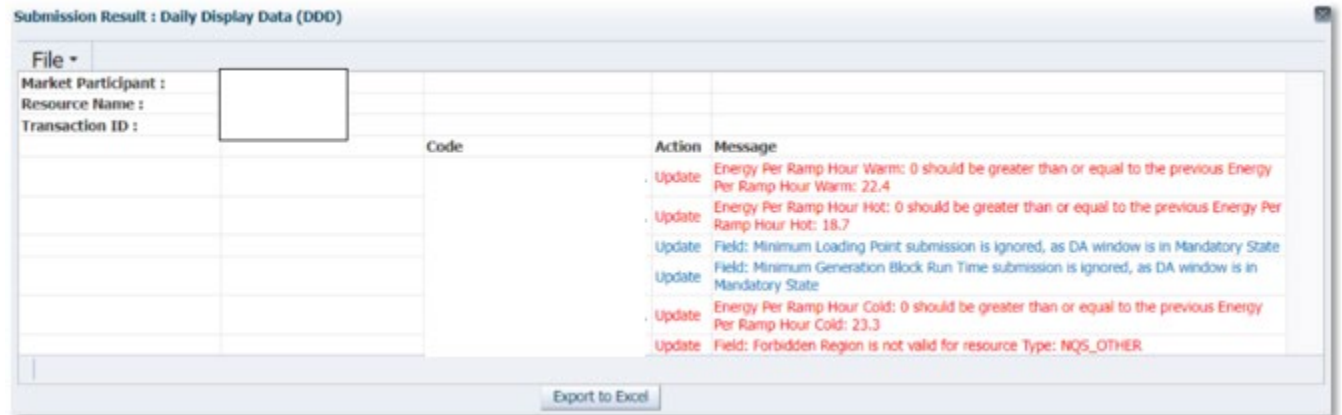 Submission Result : Daily Display Data (DDD)
File
Market Participant :
Resource Name :
Transaction ID :
Code Action Message
Update Energy Per Ramp Hour Warm: 0 should be greater than or equal to the previous Energy
Per Ramp Hour Warm: 22.4
Update Energy Per Ramp Hour Hot: 0 should be greater than or equal to the previous Energy Per
Ramp Hour Hot: 18.7
Update Field: Minimum Loading Point submission is ignored, as DA window is in Mandatory State
Update Field: Minimum Generation Block Run Time submission is ignored, as DA window is in
Mandatory State
Update Energy Per Ramp Hour Cold: 0 should be greater than or equal to the previous Energy
Per Ramp Hour Cold: 23.3
Update Field: Forbidden Region is not valid for resource Type: NQS_OTHER
Export to Excel